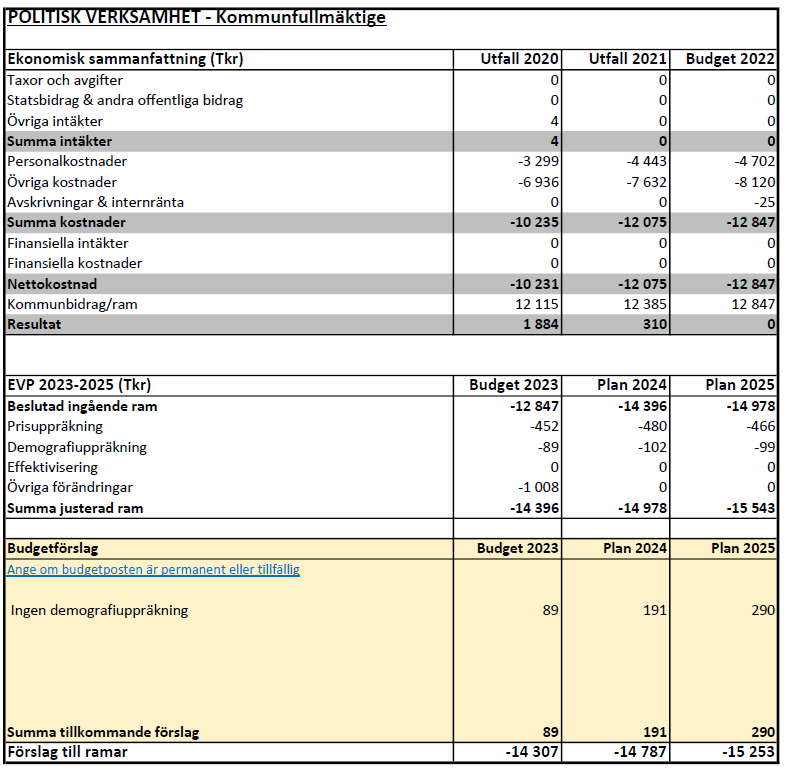 POLITISK VERKSAMHET - Kommunfullmäktige
Ekonomisk sammanfattning (Tkr) Utfall 2020 Utfall 2021 Budget 2022
Taxor och avgifter 0 0 0
Statsbidrag & andra offentliga bidrag 0 0 0
Övriga intäkter 4 0 0
Summa intäkter 4 0 0
Personalkostnader -3 299 -4 443 -4 702
Övriga kostnader -6 936 -7 632 -8 120
Avskrivningar & internränta 0 0 -25
Summa kostnader -10 235 -12 075 -12 847
Finansiella intäkter 0 0 0
Finansiella kostnader 0 0 0
Nettokostnad -10 231 -12 075 -12 847
Kommunbidrag/ram 12 115 12 385 12 847
Resultat 1 884 310 0
EVP 2023-2025 (Tkr) Budget 2023 Plan 2024 Plan 2025
Beslutad ingående ram -12 847 -14 396 -14 978
Prisuppräkning -452 -480 -466
Demografiuppräkning -89 -102 -99
Effektivisering 0 0 0
Övriga förändringar -1 008 0 0
Summa justerad ram -14 396 -14 978 -15 543
Budgetförslag Budget 2023 Plan 2024 Plan 2025
Ange om budgetposten är permanent eller tillfällig
Ingen demografiuppräkning 89 191 290
Summa tillkommande förslag 89 191 290
Förslag till ramar -14 307 -14 787 -15 253